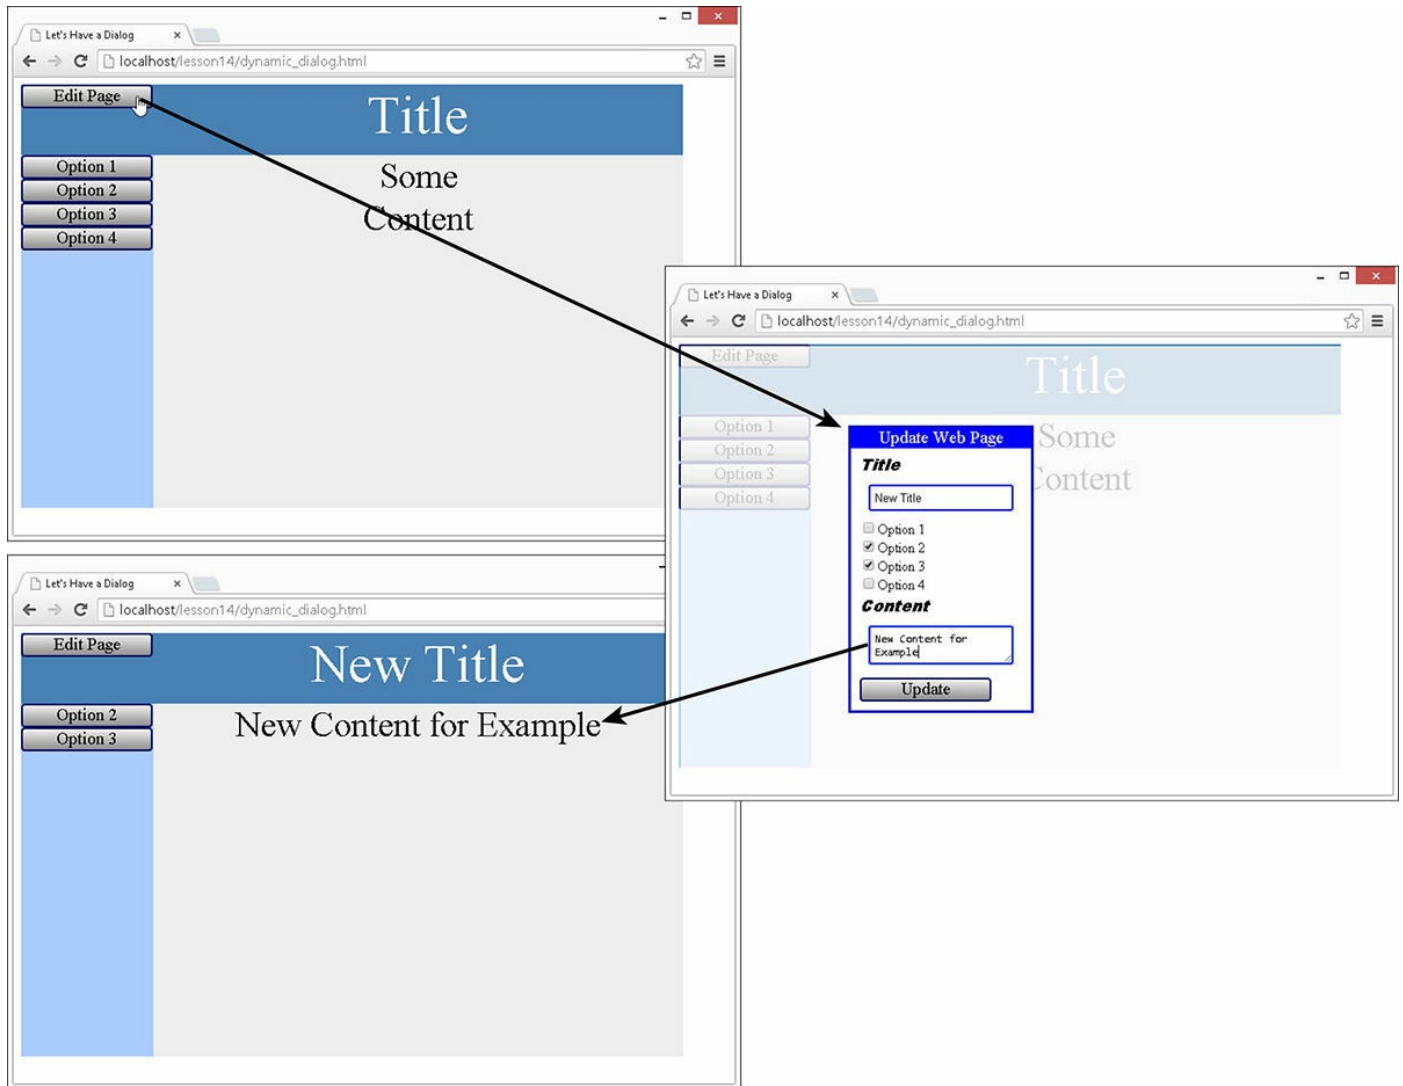 Let's Have a Dialog
localhost/lesson14/dynamic_dialog.html
Edit Page
Title
Option 1
Option 2
Option 3
Option 4
Some
Content
Let's Have a Dialog
localhost/lesson14/dynamic_dialog.html
Edit Page
Title
Option 1
Option 2
Option 3
Option 4
Some
Content
Update Web Page
Title
New Title
Option 1
Option 2
Option 3
Option 4
Content
New Content for
Example
Update
Let's Have a Dialog
localhost/lesson14/dynamic_dialog.html
Edit Page
New Title
Option 2
Option 3
New Content for Example